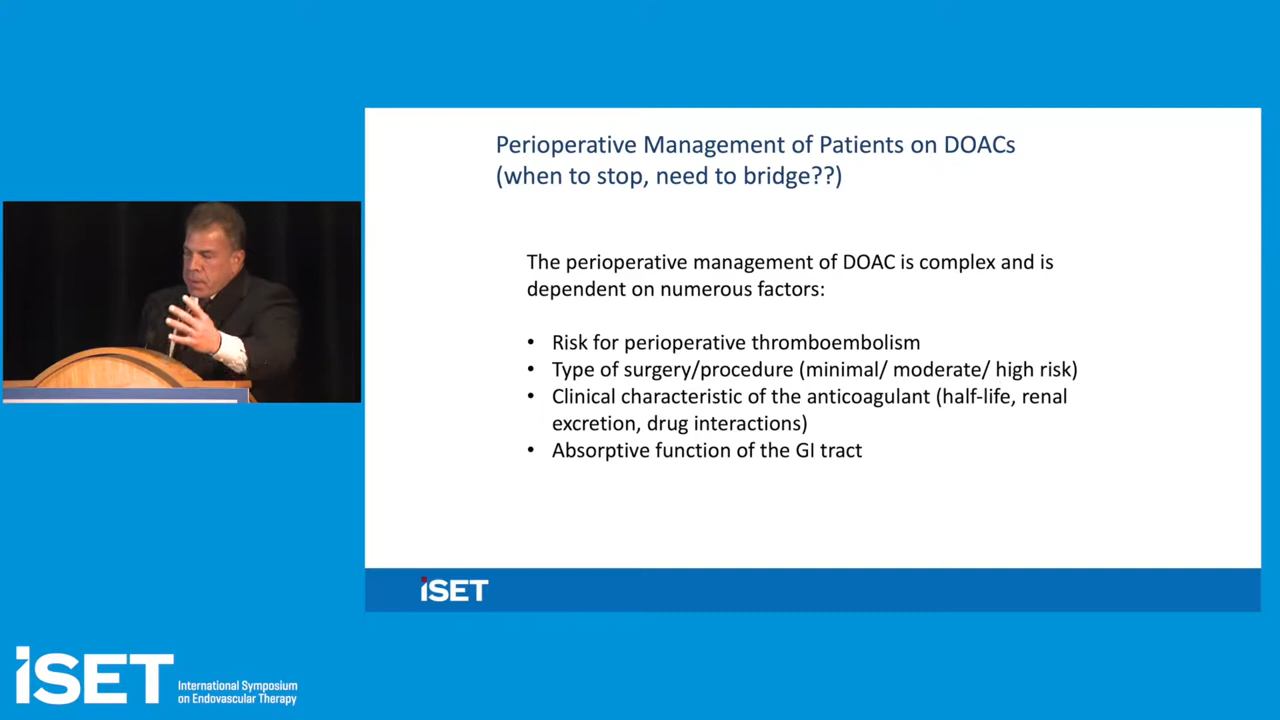 Perioperative Management of Patients on DOACs
(when to stop, need to bridge??)
The perioperative management of DOAC is complex and is
dependent on numerous factors:
• Risk for perioperative thromboembolism
• Type of surgery/procedure (minimal/ moderate/ high risk)
• Clinical characteristic of the anticoagulant (half-life, renal
excretion, drug interactions)
• Absorptive function of the GI tract
iSET
iSET
International Symposium
on Endovascular Therapy